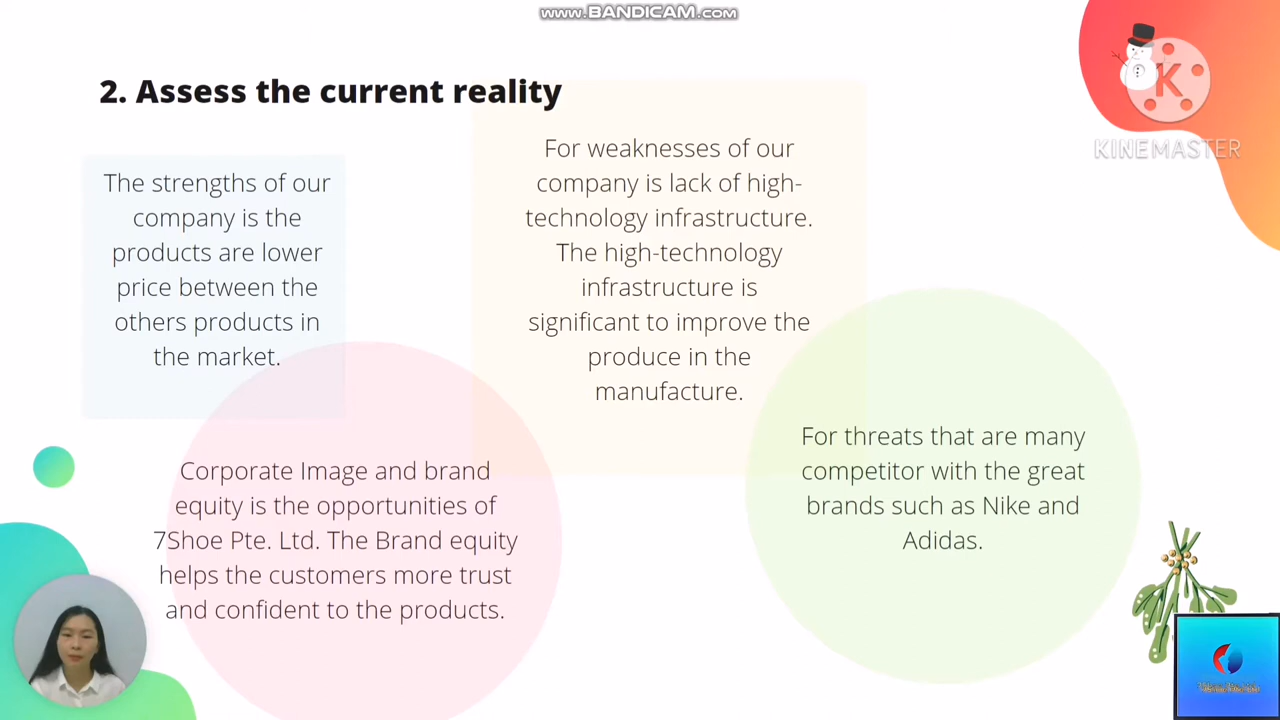 www.BANDICAM.com
2. Assess the current reality
K
KINEMASTER
The strengths of our
company is the
products are lower
price between the
others products in
the market.
For weaknesses of our
company is lack of high-
technology infrastructure.
The high-technology
infrastructure is
significant to improve the
produce in the
manufacture.
Corporate Image and brand
equity is the opportunities of
7Shoe Pte. Ltd. The Brand equity
helps the customers more trust
and confident to the products.
For threats that are many
competitor with the great
brands such as Nike and
Adidas.